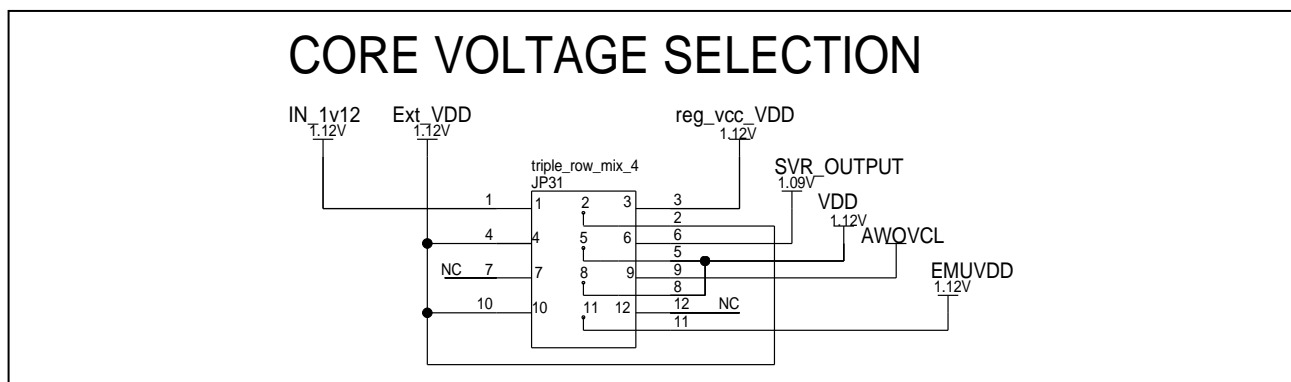 CORE VOLTAGE SELECTION
IN_1v12 Ext_VDD reg_vcc_VDD
1.12V 1.12V 1.12V
triple_row_mix_4
JP31
SVR_OUTPUT
1.09V
VDD
1.12V
AWOVCL
EMUVDD
1.12V
1 1 2 3 3
2
4 4 5 6 6
5
NC 7 7 8 9 9
8
10 10 11 12 12 NC
11